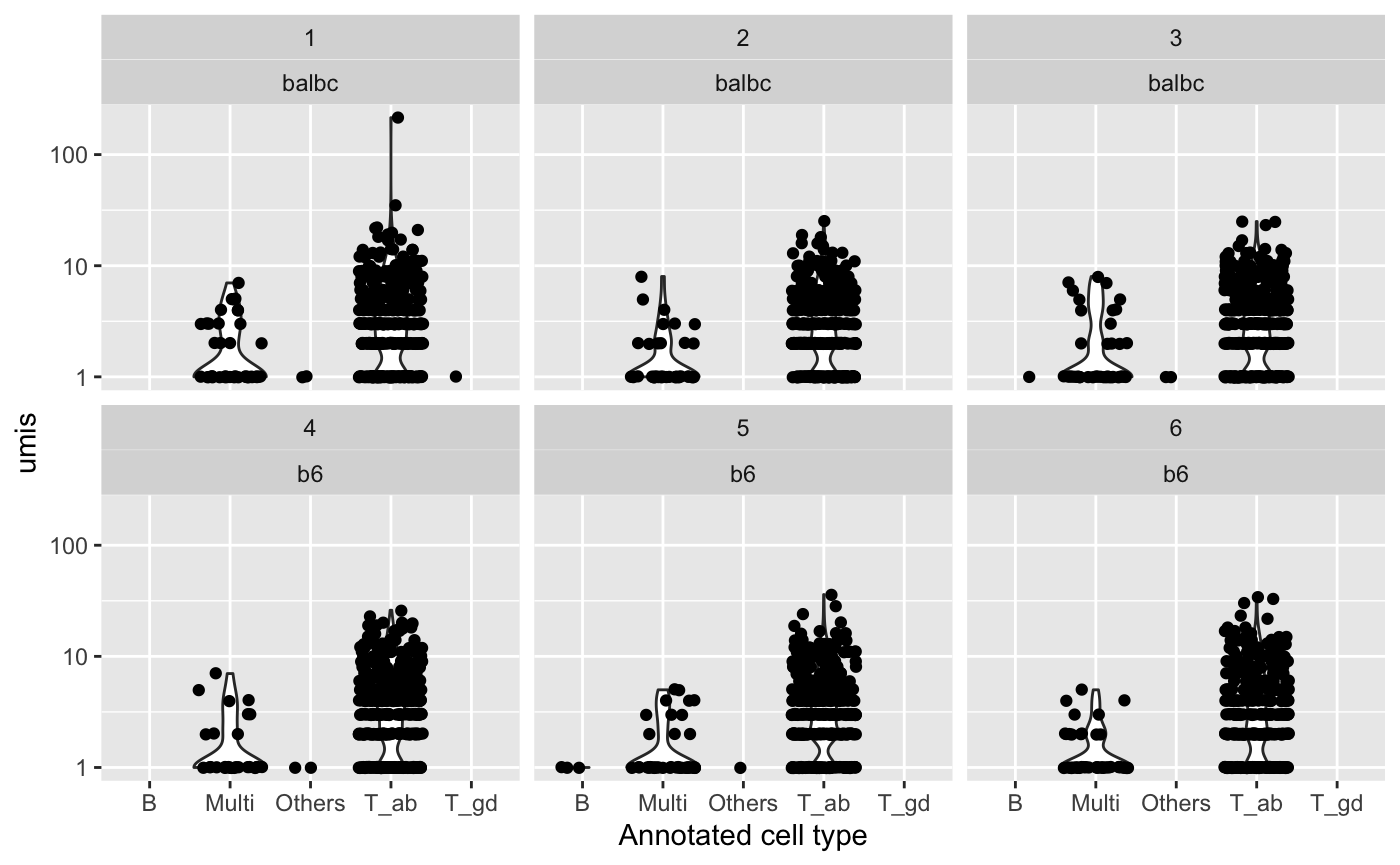 1 2 3
balbc balbc balbc
100
10
1
umis
4 5 6
b6 b6 b6
100
10
1
B Multi Others T_ab T_gd B Multi Others T_ab T_gd B Multi Others T_ab T_gd
Annotated cell type